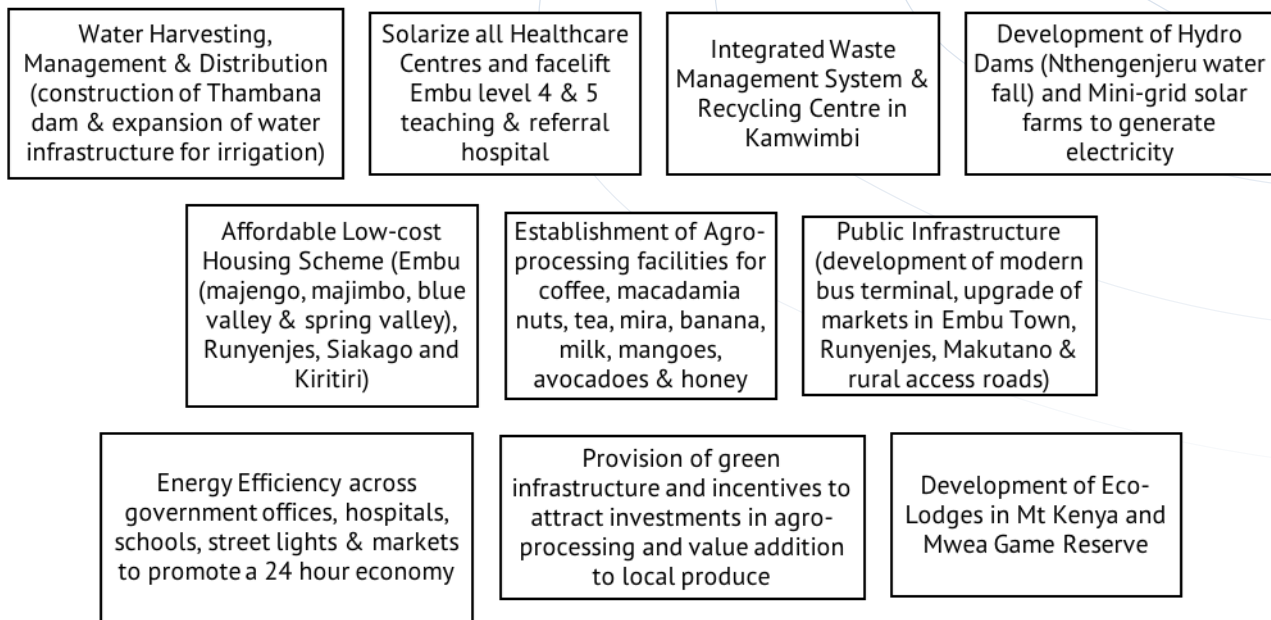 Water Harvesting,
Management & Distribution
(construction of Thambana
dam & expansion of water
infrastructure for irrigation)
Solarize all Healthcare
Centres and facelift
Embu level 4 & 5
teaching & referral
hospital
Integrated Waste
Management System &
Recycling Centre in
Kamwimbi
Development of Hydro
Dams (Nthengenjeru water
fall) and Mini-grid solar
farms to generate
electricity
Affordable Low-cost
Housing Scheme (Embu
(majengo, majimbo, blue
valley & spring valley),
Runyenjes, Siakago and
Kiritiri)
Establishment of Agro-
processing facilities for
coffee, macadamia
nuts, tea, mira, banana,
milk, mangoes,
avocadoes & honey
Public Infrastructure
(development of modern
bus terminal, upgrade of
markets in Embu Town,
Runyenjes, Makutano &
rural access roads)
Energy Efficiency across
government offices, hospitals,
schools, street lights & markets
to promote a 24 hour economy
Provision of green
infrastructure and incentives to
attract investments in agro-
processing and value addition
to local produce
Development of Eco-
Lodges in Mt Kenya and
Mwea Game Reserve